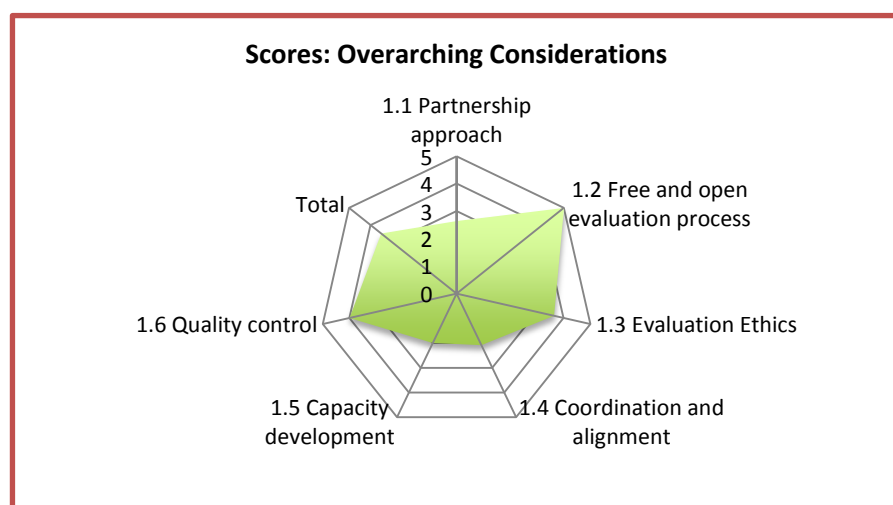 Scores: Overarching Considerations
1.1 Partnership
approach
5
4
3
2
1
0
1.2 Free and open
evaluation process
1.3 Evaluation Ethics
1.4 Coordination and
alignment
1.5 Capacity
development
1.6 Quality control
Total